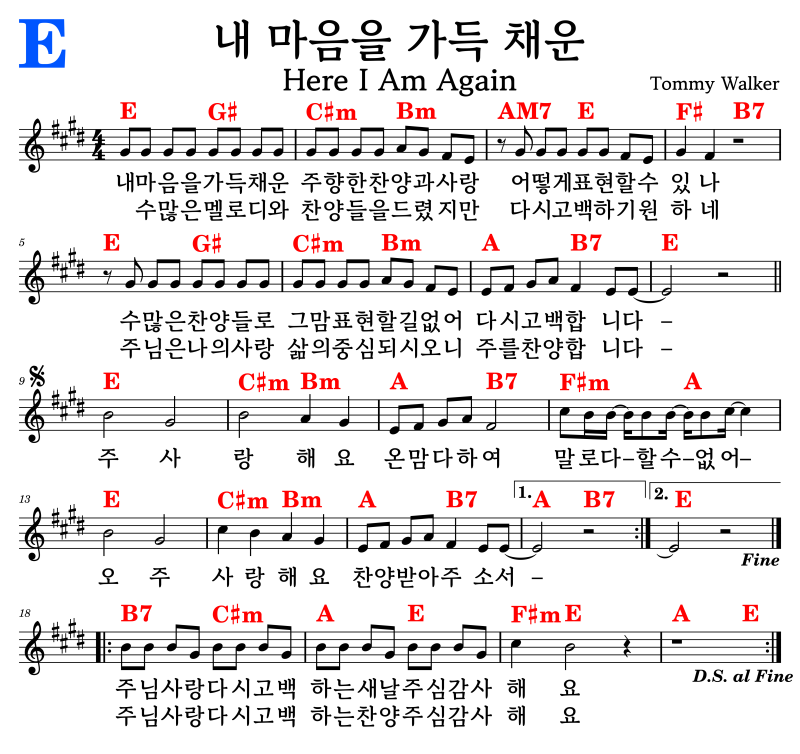 E
내 마음을 가득 채운
Here I Am Again
Tommy Walker
E G♯ C♯m Bm AM7 E F♯ B7
내마음을가득채운 주향한찬양과사랑 어떻게표현할수 있 나
수많은멜로디와 찬양들을드렸지만 다시고백하기원 하 네
5
E G♯ C♯m Bm A B7 E
수많은찬양들로 그맘표현할길없어 다시고백합 니다 –
주님은나의사랑 삶의중심되시오니 주를찬양합 니다 –
9
E C♯m Bm A B7 F♯m A
주 사 랑 해 요 온맘다하여 말로다–할수–없어–
13
E C♯m Bm A B7 1. A B7 2. E
Fine
오 주 사 랑 해 요 찬양받아주 소서 –
18
B7 C♯m A E F♯m E A E
D.S. al Fine
주님사랑다시고백 하는새날주심감사 해 요
주님사랑다시고백 하는찬양주심감사 해 요